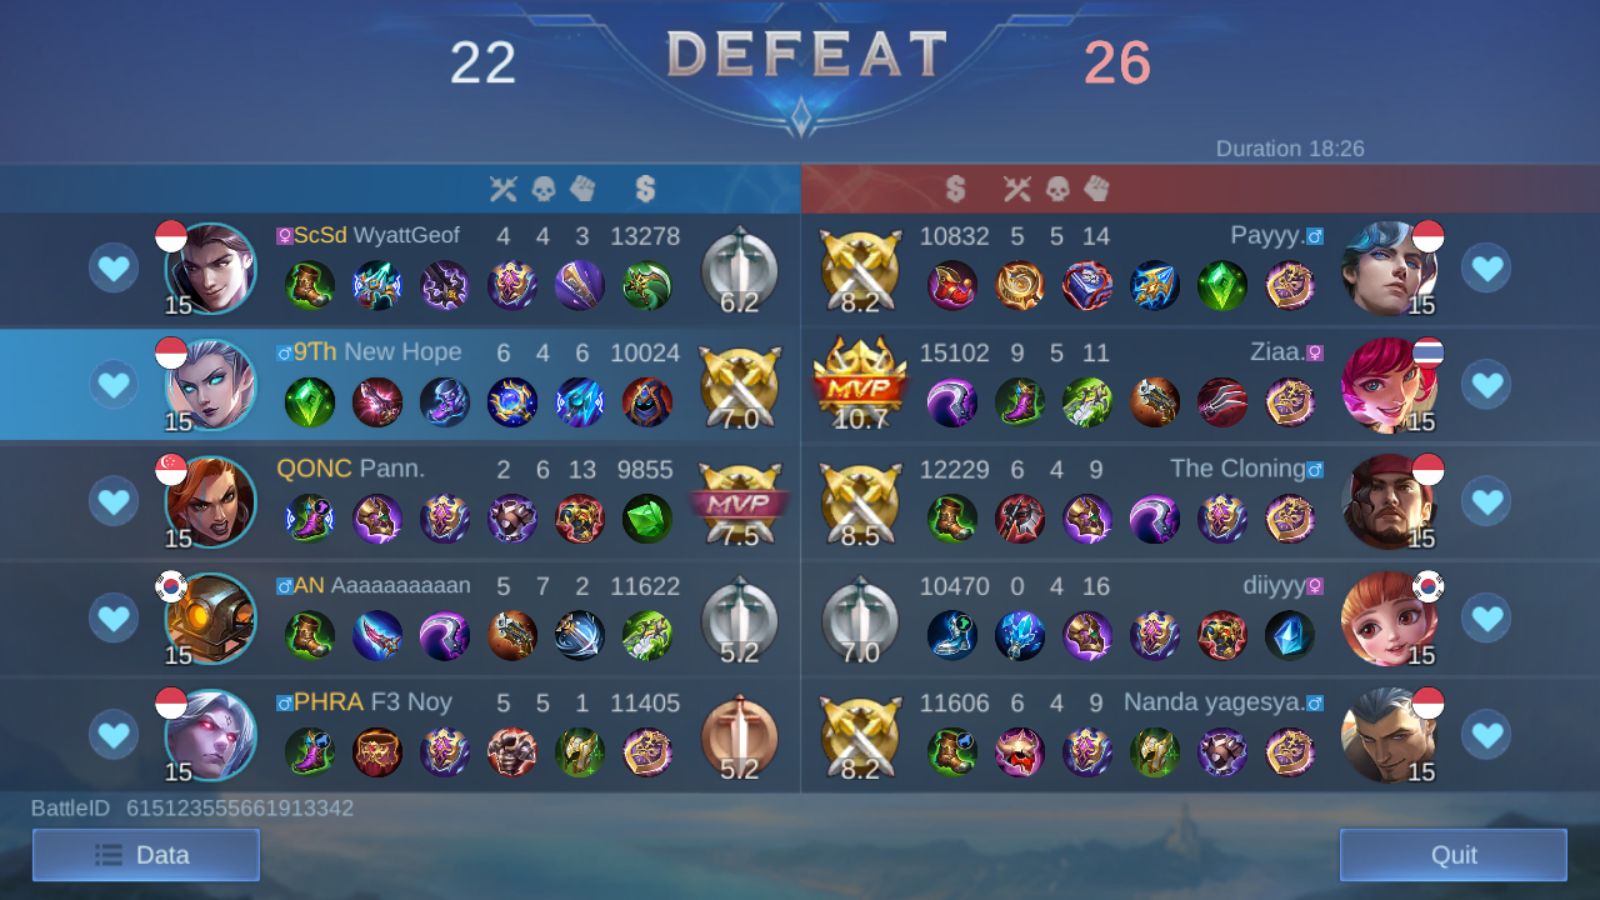 22 DEFEAT 26
Duration 18:26
ScSd WyattGeof 4 4 3 13278
15 6.2
10832 5 5 14 Payyy.
8.2 15
9'Th New Hope 6 4 6 10024
15 7.0
15102 9 5 11 Ziaa.
MVP
10.7 15
QONC Pann. 2 6 13 9855
MVP
15 7.5
12229 6 4 9 The Cloning
8.5 15
AN Aaaaaaaaaan 5 7 2 11622
15 5.2
10470 0 4 16 diiyyy
7.0 15
PHRA F3 Noy 5 5 1 11405
15 5.2
11606 6 4 9 Nanda yagesya.
8.2 15
BattleID 615123555661913342
Data
Quit